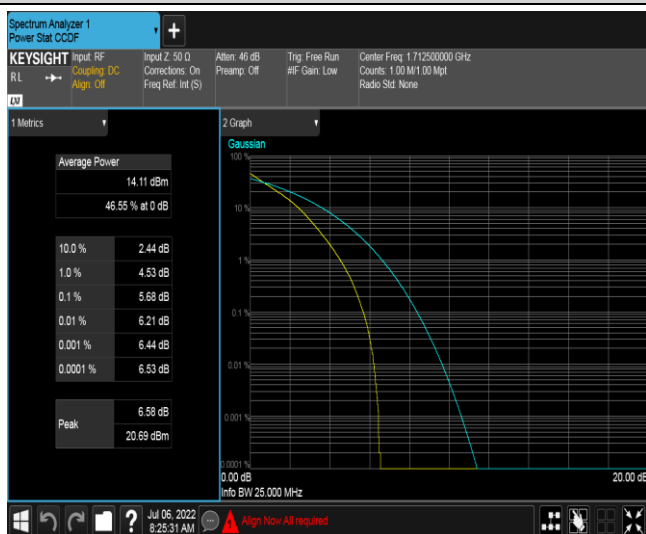 Spectrum Analyzer 1
Power Stat CCDF
KEYSIGHT
R L
LXI
Input: RF
Coupling: DC
Align: Off
Input Z: 50 Ω
Corrections: On
Freq Ref: Int (S)
Atten: 46 dB
Preamp: Off
Trig: Free Run
#IF Gain: Low
Center Freq: 1.712500000 GHz
Counts: 1.00 M/1.00 Mpt
Radio Std: None
1 Metrics
Average Power
14.11 dBm
46.55 % at 0 dB
10.0 % 2.44 dB
1.0 % 4.53 dB
0.1 % 5.68 dB
0.01 % 6.21 dB
0.001 % 6.44 dB
0.0001 % 6.53 dB
Peak
6.58 dB
20.69 dBm
2 Graph
Gaussian
100 %
10 %
1 %
0.1 %
0.01 %
0.001 %
0.0001 %
0.00 dB
20.00 dB
Info BW 25.000 MHz
?
Jul 06, 2022
8:25:31 AM
Align Now All required